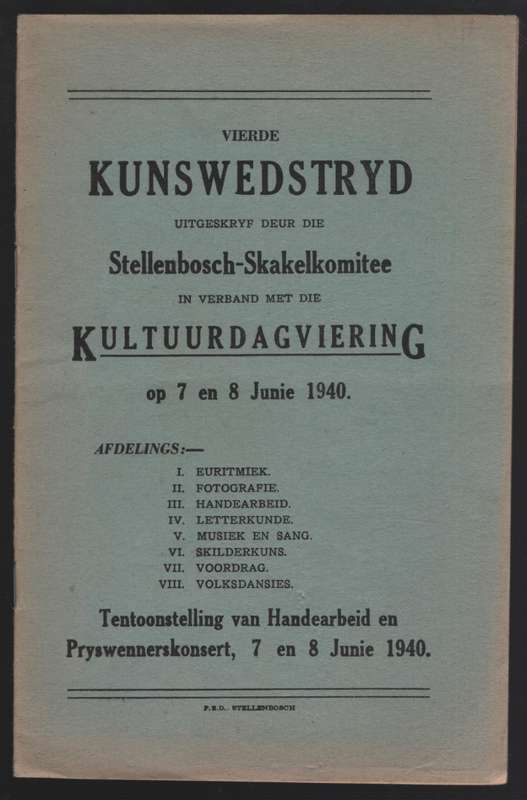 VIERDE
KUNSWEDSTRYD
UITGESKRYF DEUR DIE
Stellenbosch-Skakelkomitee
IN VERBAND MET DIE
KULTUURDAGVIERING
op 7 en 8 Junie 1940.
AFDELINGS:—
I. EURITMIEK.
II. FOTOGRAFIE.
III. HANDEARBEID.
IV. LETTERKUNDE.
V. MUSIEK EN SANG.
VI. SKILDERKUNS.
VII. VOORDRAG.
VIII. VOLKSDANSIES.
Tentoonstelling van Handearbeid en
Pryswennerskonsert, 7 en 8 Junie 1940.
STELLENBOSCH